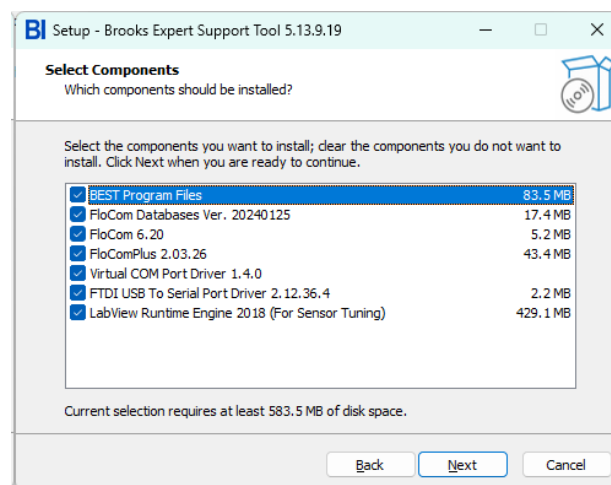 BI Setup - Brooks Expert Support Tool 5.13.9.19
Select Components
Which components should be installed?
Select the components you want to install; clear the components you do not want to
install. Click Next when you are ready to continue.
BEST Program Files 83.5 MB
FloCom Databases Ver. 20240125 17.4 MB
FloCom 6.20 5.2 MB
FloComPlus 2.03.26 43.4 MB
Virtual COM Port Driver 1.4.0
FTDI USB To Serial Port Driver 2.12.36.4 2.2 MB
LabView Runtime Engine 2018 (For Sensor Tuning) 429.1 MB
Current selection requires at least 583.5 MB of disk space.
Back Next Cancel